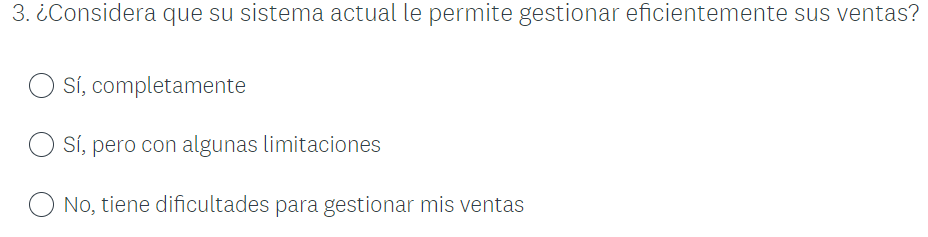 3. ¿Considera que su sistema actual le permite gestionar eficientemente sus ventas?
Sí, completamente
Sí, pero con algunas limitaciones
No, tiene dificultades para gestionar mis ventas